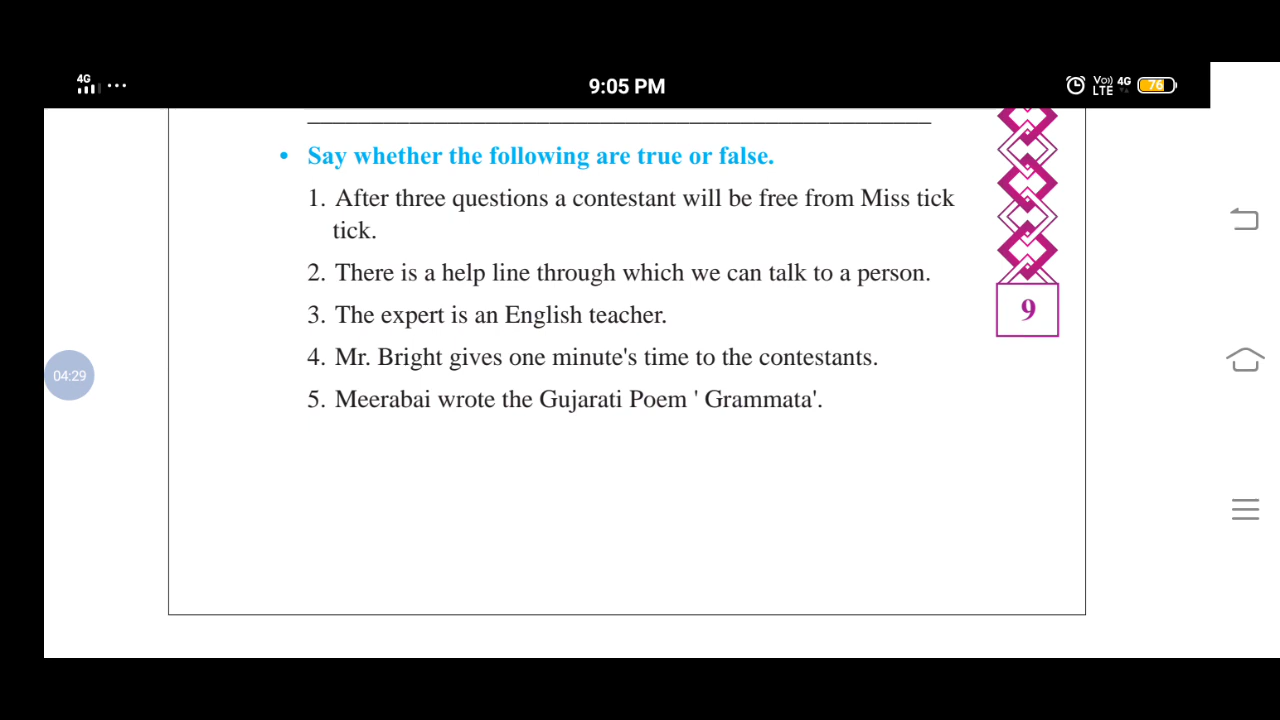 4G
9:05 PM
Vo)) 4G
LTE
76
• Say whether the following are true or false.
1. After three questions a contestant will be free from Miss tick
tick.
2. There is a help line through which we can talk to a person.
3. The expert is an English teacher.
9
4. Mr. Bright gives one minute's time to the contestants.
04:29
5. Meerabai wrote the Gujarati Poem ' Grammata'.